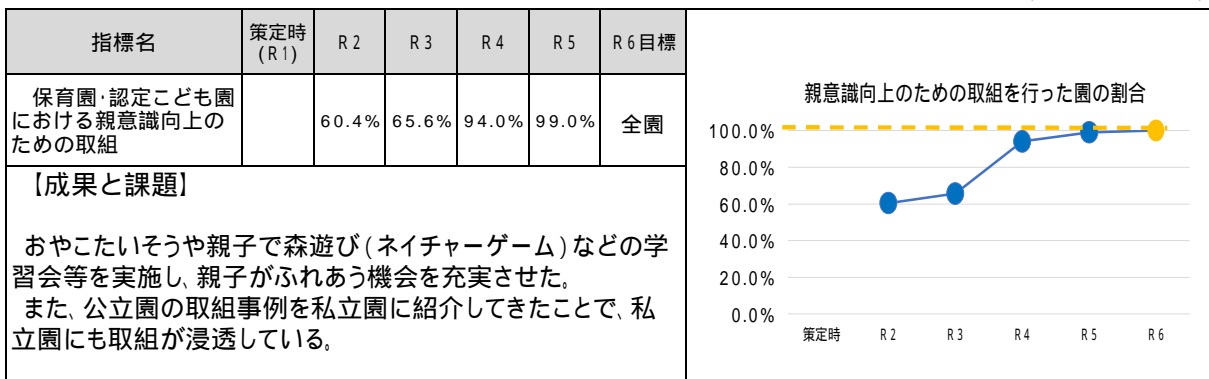 指標名 策定時(R1) R2 R3 R4 R5 R6目標
保育園・認定こども園における親意識向上のための取組 60.4% 65.6% 94.0% 99.0% 全園
【成果と課題】
おやこたいそうや親子で森遊び(ネイチャーゲーム)などの学
習会等を実施し、親子がふれあう機会を充実させた。
また、公立園の取組事例を私立園に紹介してきたことで、私
立園にも取組が浸透している。
親意識向上のための取組を行った園の割合
100.0%
80.0%
60.0%
40.0%
20.0%
0.0%
策定時 R2 R3 R4 R5 R6